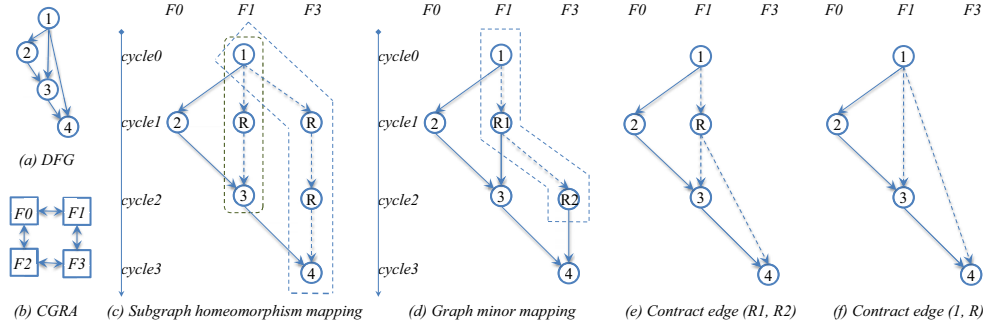 F0 F1 F3 F0 F1 F3 F0 F1 F3 F0 F1 F3
1
2
3
4
(a) DFG
F0 F1
F2 F3
(b) CGRA
cycle0
cycle1
cycle2
cycle3
1
2 R R
3 R
4
(c) Subgraph homeomorphism mapping
cycle0
cycle1
cycle2
cycle3
1
2 R1
3 R2
4
(d) Graph minor mapping
1
2 R
3
4
(e) Contract edge (R1, R2)
1
2
3
4
(f) Contract edge (1, R)